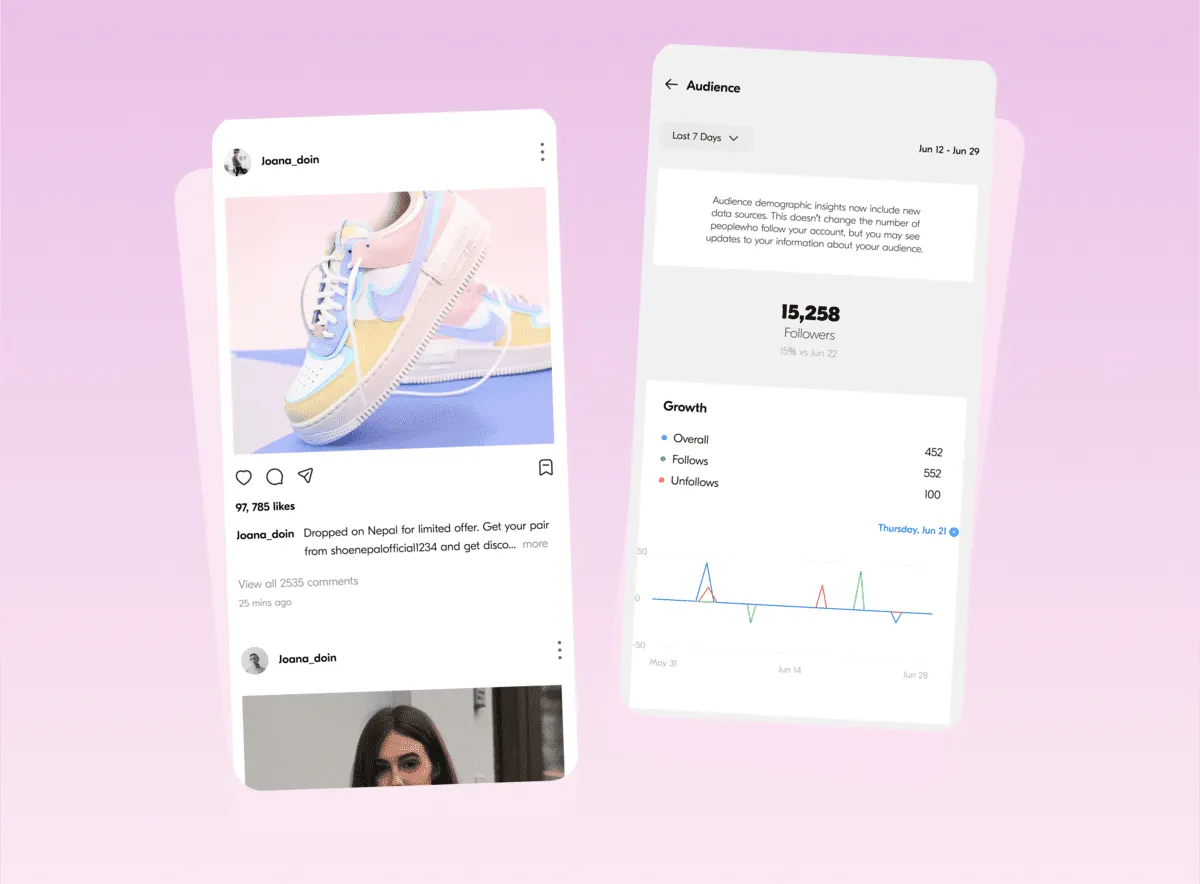 Joana_doin
97, 785 likes
Joana_doin Dropped on Nepal for limited offer. Get your pair
from shoenepalofficial1234 and get disco... more
View all 2535 comments
25 mins ago
Joana_doin
Audience
Last 7 Days
Jun 12 - Jun 29
Audience demographic insights now include new
data sources. This doesn't change the number of
peoplewho follow your account, but you may see
updates to your information about yoour audience.
15,258
Followers
15% vs Jun 22
Growth
Overall 452
Follows 552
Unfollows 100
Thursday, Jun 21
50
0
-50
May 31 Jun 14 Jun 28